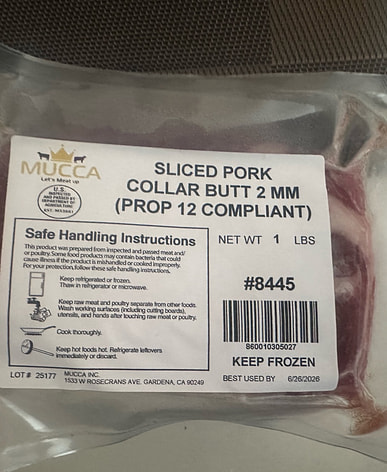 MUCCA
Let's Meat up
U.S.
INSPECTED
AND PASSED BY
DEPARTMENT OF
AGRICULTURE
SLICED PORK
COLLAR BUTT 2 MM
(PROP 12 COMPLIANT)
Safe Handling Instructions
This product was prepared from inspected and passed meat and/
or poultry. Some food products may contain bacteria that could
cause illness if the product is mishandled or cooked improperly.
For your protection, follow these safe handling instructions.
Keep refrigerated or frozen.
Thaw in refrigerator or microwave.
Keep raw meat and poultry separate from other foods.
Wash working surfaces (including cutting boards),
utensils, and hands after touching raw meat or poultry.
Cook thoroughly.
Keep hot foods hot. Refrigerate leftovers
immediately or discard.
NET WT 1 LBS
#8445
860010305027
KEEP FROZEN
LOT # 25177
MUCCA INC.
1533 W ROSECRANS AVE. GARDENA, CA 90249
BEST USED BY 6/26/2026